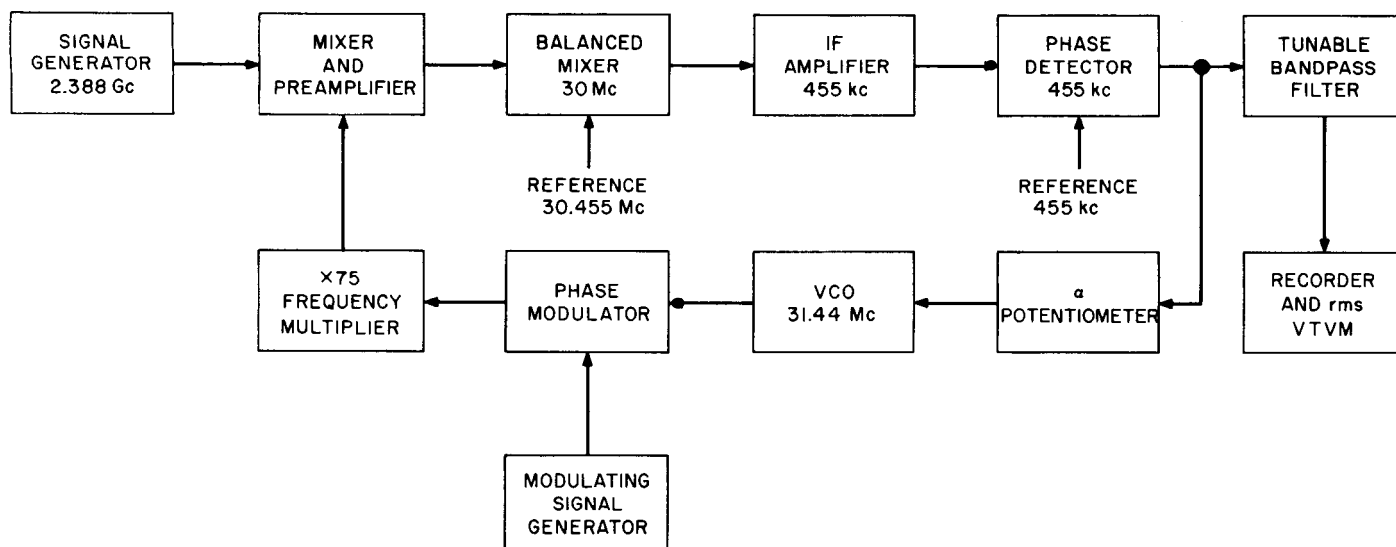 SIGNAL
GENERATOR
2.388 Gc
MIXER
AND
PREAMPLIFIER
BALANCED
MIXER
30 Mc
IF
AMPLIFIER
455 kc
PHASE
DETECTOR
455 kc
TUNABLE
BANDPASS
FILTER
REFERENCE
30.455 Mc
REFERENCE
455 kc
×75
FREQUENCY
MULTIPLIER
PHASE
MODULATOR
VCO
31.44 Mc
α
POTENTIOMETER
RECORDER
AND rms
VTVM
MODULATING
SIGNAL
GENERATOR